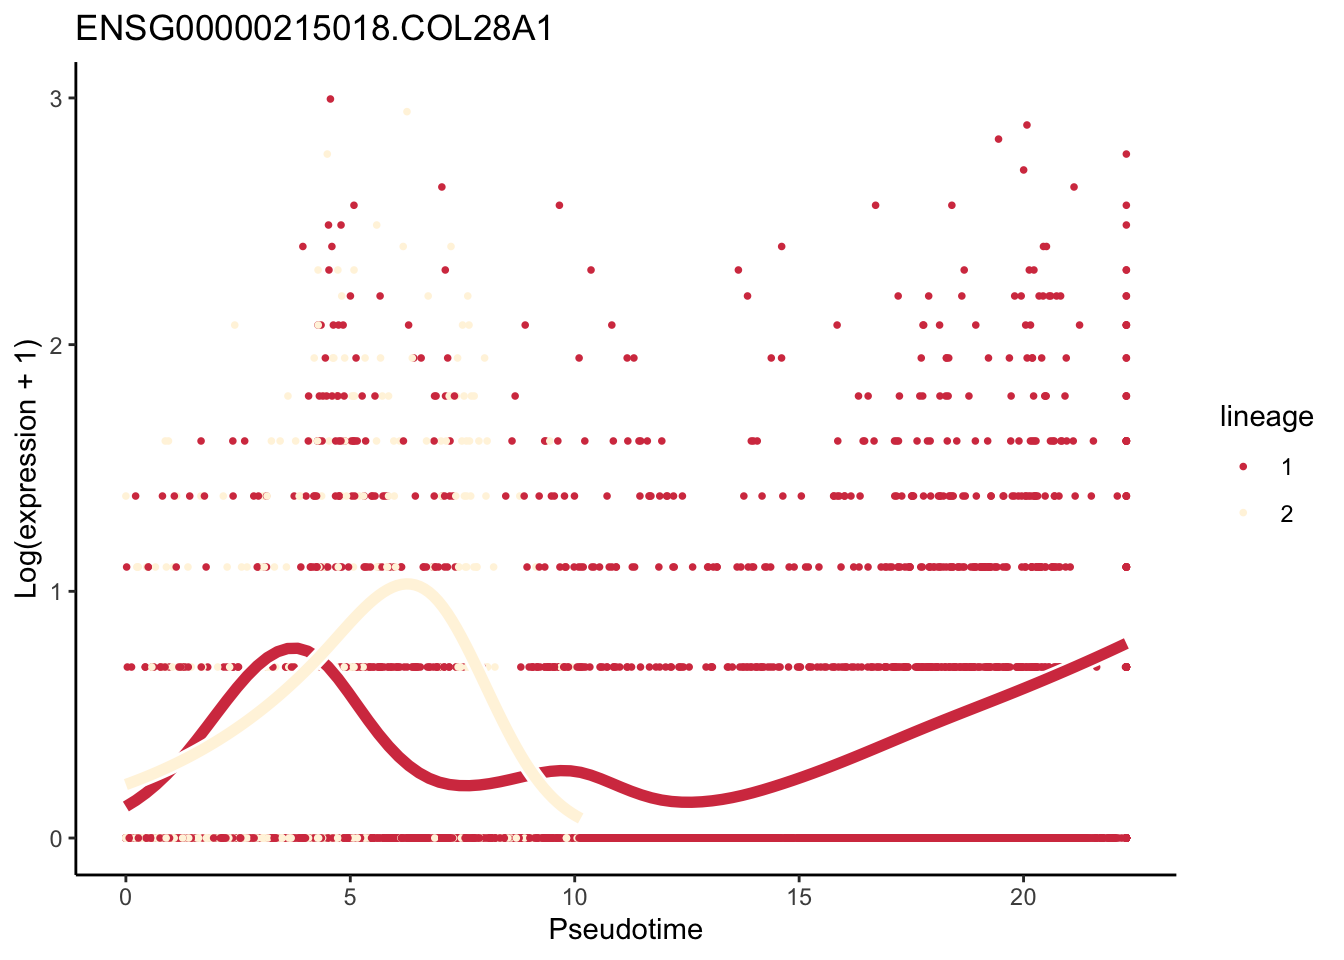 ENSG00000215018.COL28A1
3
2
1
0
Log(expression + 1)
0 5 10 15 20
Pseudotime
lineage
1
2